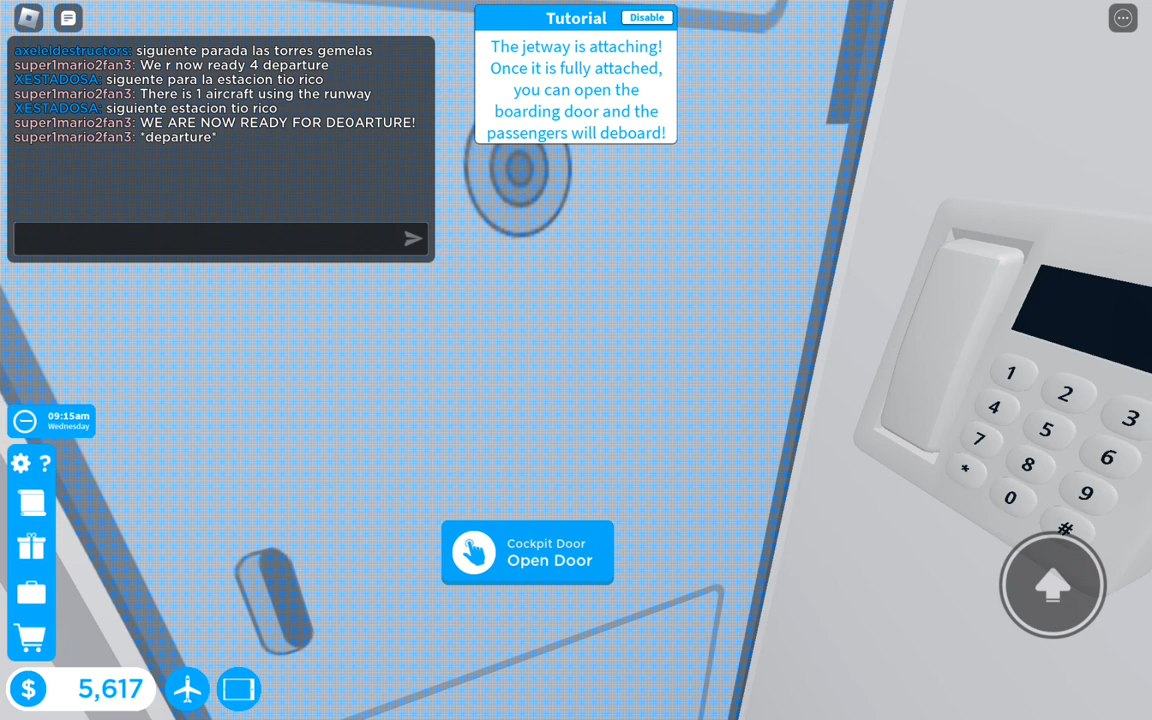 Tutorial
Disable
The jetway is attaching!
Once it is fully attached,
you can open the
boarding door and the
passengers will deboard!
axeleldestructors: siguiente parada las torres gemelas
super1mario2fan3: We r now ready 4 departure
XESTADOSA: siguente para la estacion tio rico
super1mario2fan3: There is 1 aircraft using the runway
XESTADOSA: siguiente estacion tio rico
super1mario2fan3: WE ARE NOW READY FOR DE0ARTURE!
super1mario2fan3: *departure*
1 2 3
4 5 6
7 8 9
* 0 #
09:15am
Wednesday
?
Cockpit Door
Open Door
$ 5,617